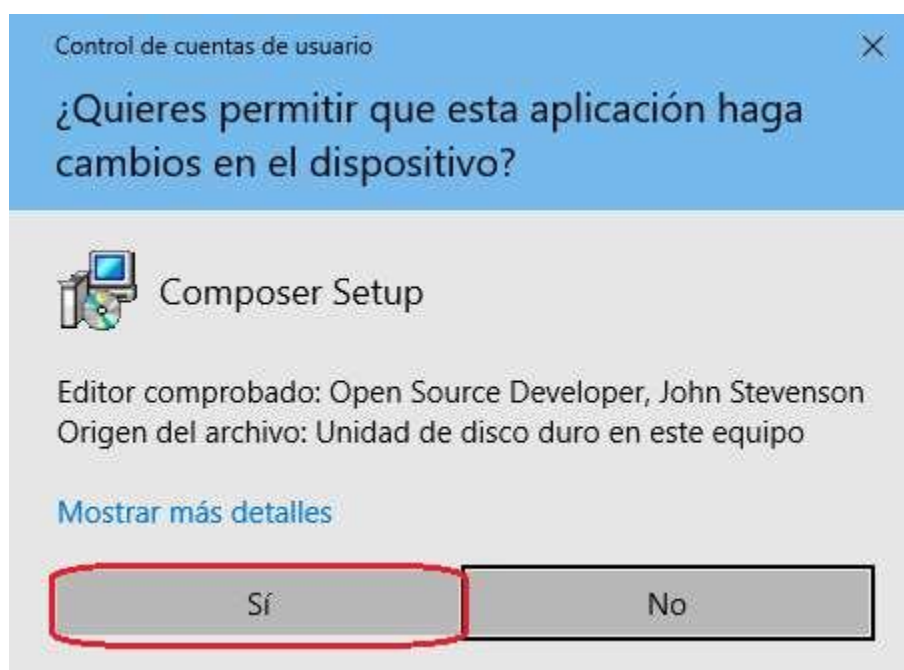 Control de cuentas de usuario
¿Quieres permitir que esta aplicación haga
cambios en el dispositivo?
Composer Setup
Editor comprobado: Open Source Developer, John Stevenson
Origen del archivo: Unidad de disco duro en este equipo
Mostrar más detalles
Sí
No